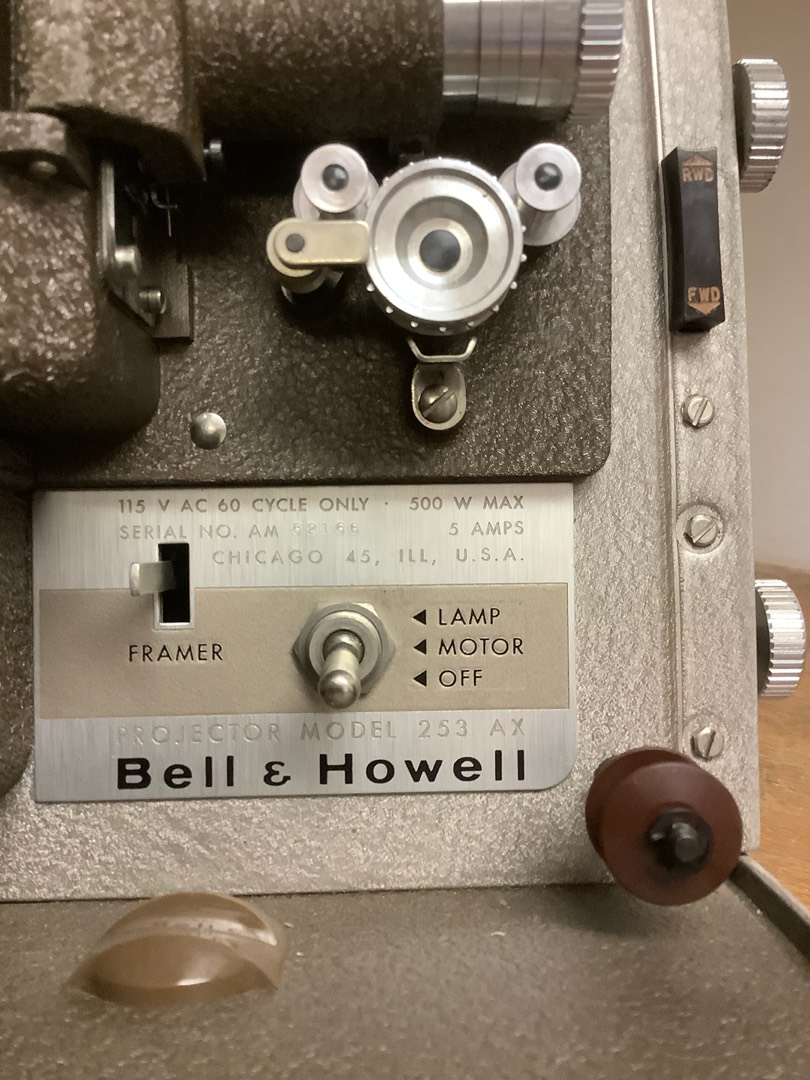 RWD
FWD
115 V AC 60 CYCLE ONLY · 500 W MAX
SERIAL NO. AM 5 AMPS
CHICAGO 45, ILL, U.S.A.
◀ LAMP
◀ MOTOR
◀ OFF
FRAMER
PROJECTOR MODEL 253 AX
Bell & Howell